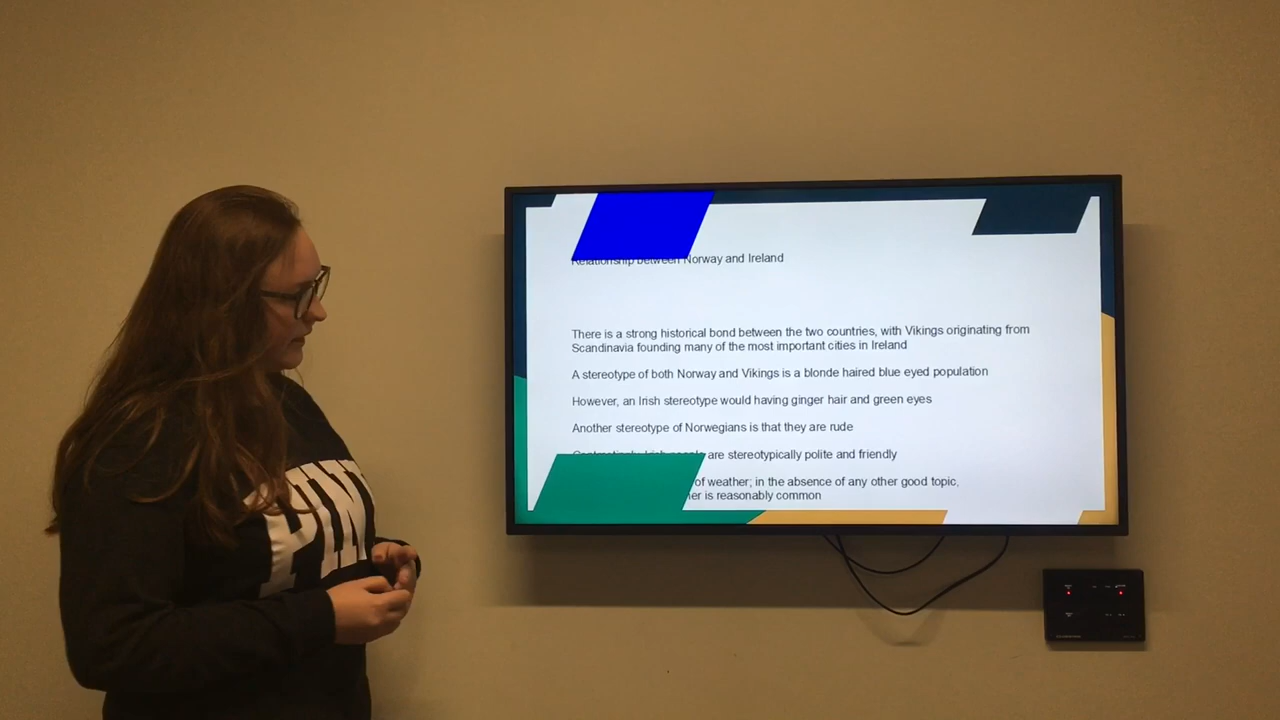 Relationship between Norway and Ireland
There is a strong historical bond between the two countries, with Vikings originating from
Scandinavia founding many of the most important cities in Ireland
A stereotype of both Norway and Vikings is a blonde haired blue eyed population
However, an Irish stereotype would having ginger hair and green eyes
Another stereotype of Norwegians is that they are rude
are stereotypically polite and friendly
of weather; in the absence of any other good topic,
is reasonably common